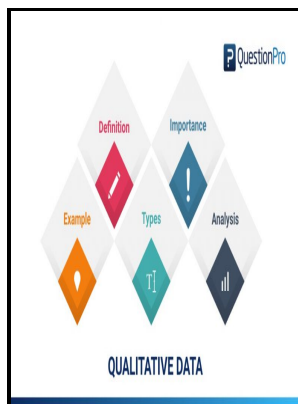 QuestionPro
Definition
Importance
Example
Types
Analysis
QUALITATIVE DATA